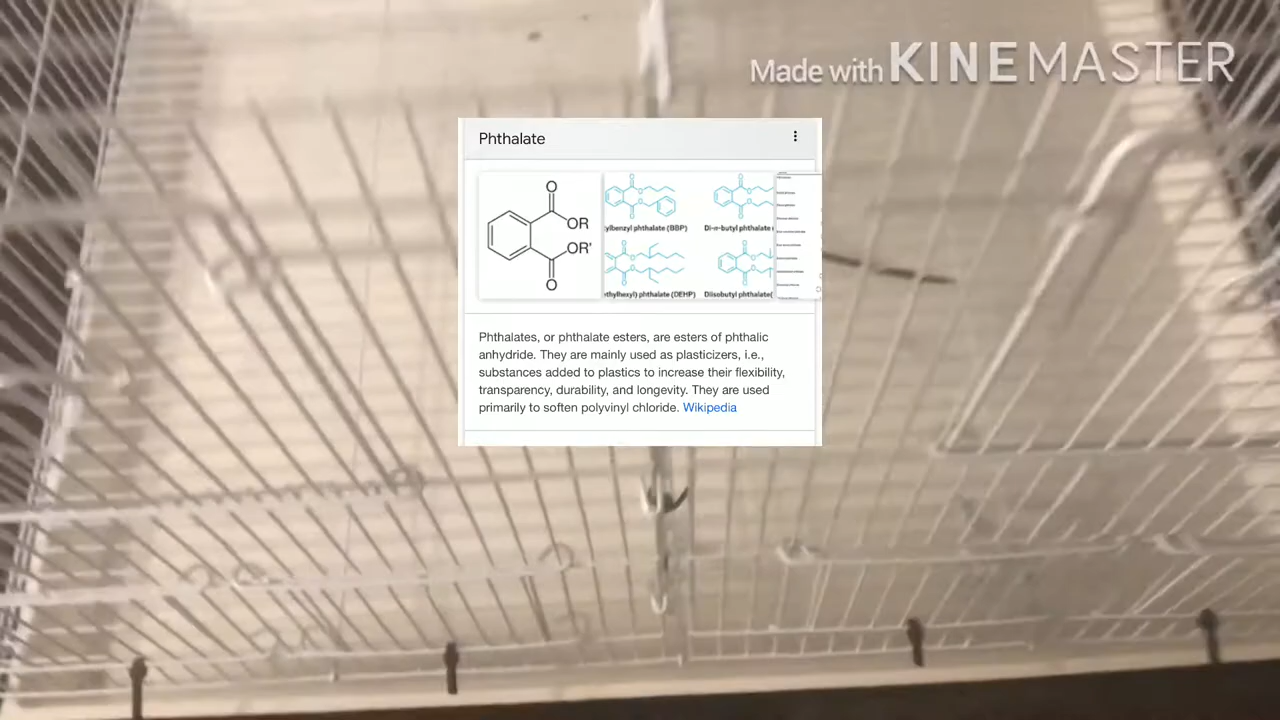 Made with KINEMASTER
Phthalate
O
OR
OR'
O
ylbenzyl phthalate (BBP)
Di-n-butyl phthalate
ethylhexyl) phthalate (DEHP)
Diisobutyl phthalate(
Phthalates, or phthalate esters, are esters of phthalic
anhydride. They are mainly used as plasticizers, i.e.,
substances added to plastics to increase their flexibility,
transparency, durability, and longevity. They are used
primarily to soften polyvinyl chloride. Wikipedia